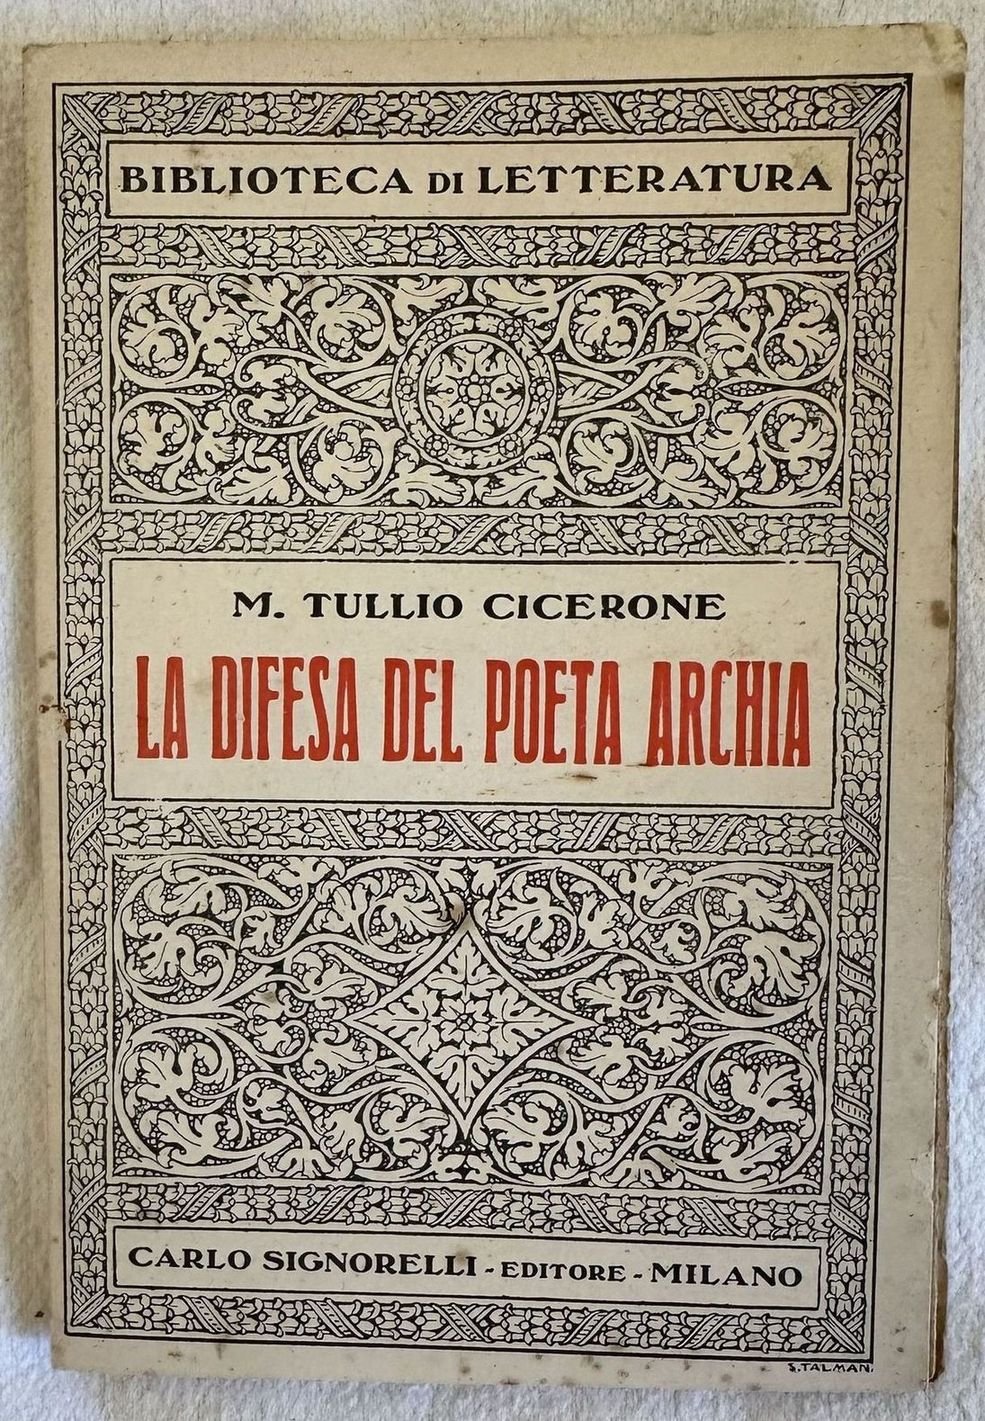 BIBLIOTECA DI LETTERATURA
M. TULLIO CICERONE
LA DIFESA DEL POETA ARCHIA
CARLO SIGNORELLI - EDITORE - MILANO
S. TALMAN.